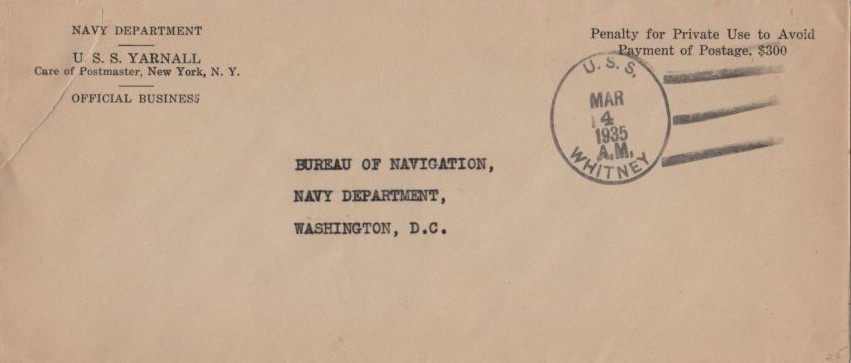 NAVY DEPARTMENT
U. S. S. YARNALL
Care of Postmaster, New York, N. Y.
OFFICIAL BUSINESS
Penalty for Private Use to Avoid
Payment of Postage, $300
U. S. S.
MAR
4
1935
A.M.
WHITNEY
BUREAU OF NAVIGATION,
NAVY DEPARTMENT,
WASHINGTON, D.C.